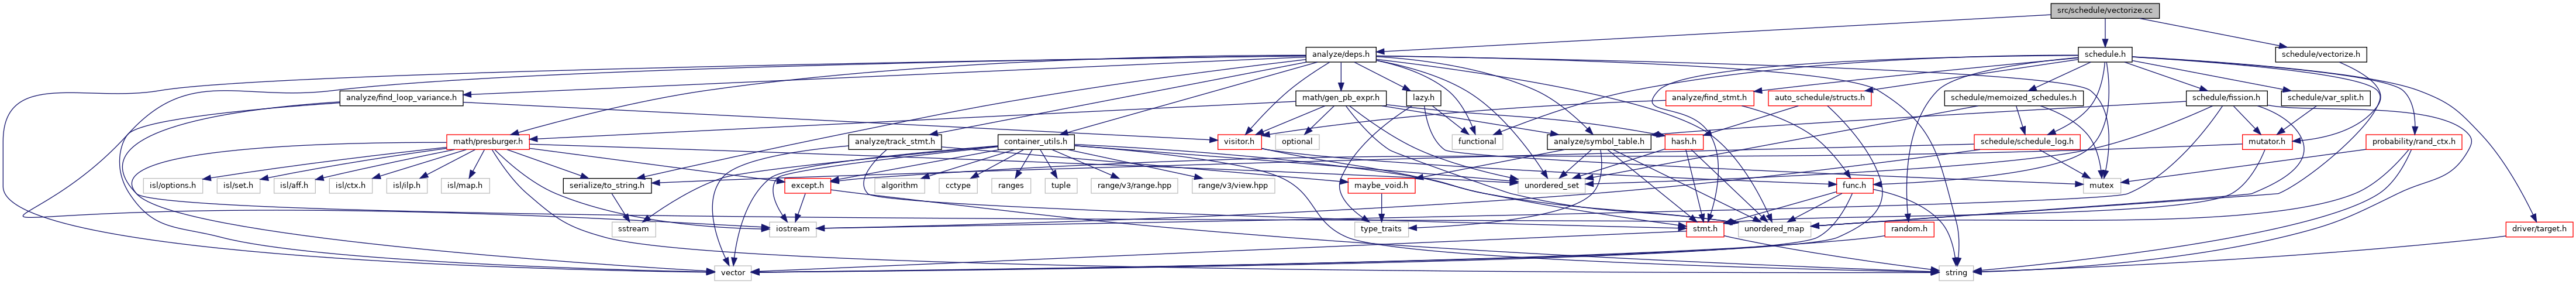 src/schedule/vectorize.cc
analyze/deps.h
schedule.h
schedule/vectorize.h
analyze/find_loop_variance.h
math/gen_pb_expr.h
lazy.h
analyze/find_stmt.h
auto_schedule/structs.h
schedule/memoized_schedules.h
schedule/fission.h
schedule/var_split.h
math/presburger.h
analyze/track_stmt.h
container_utils.h
visitor.h
optional
functional
analyze/symbol_table.h
hash.h
schedule/schedule_log.h
mutator.h
probability/rand_ctx.h
isl/options.h
isl/set.h
isl/aff.h
isl/ctx.h
isl/ilp.h
isl/map.h
serialize/to_string.h
except.h
algorithm
cctype
ranges
tuple
range/v3/range.hpp
range/v3/view.hpp
maybe_void.h
unordered_set
func.h
mutex
sstream
iostream
type_traits
stmt.h
unordered_map
random.h
driver/target.h
vector
string